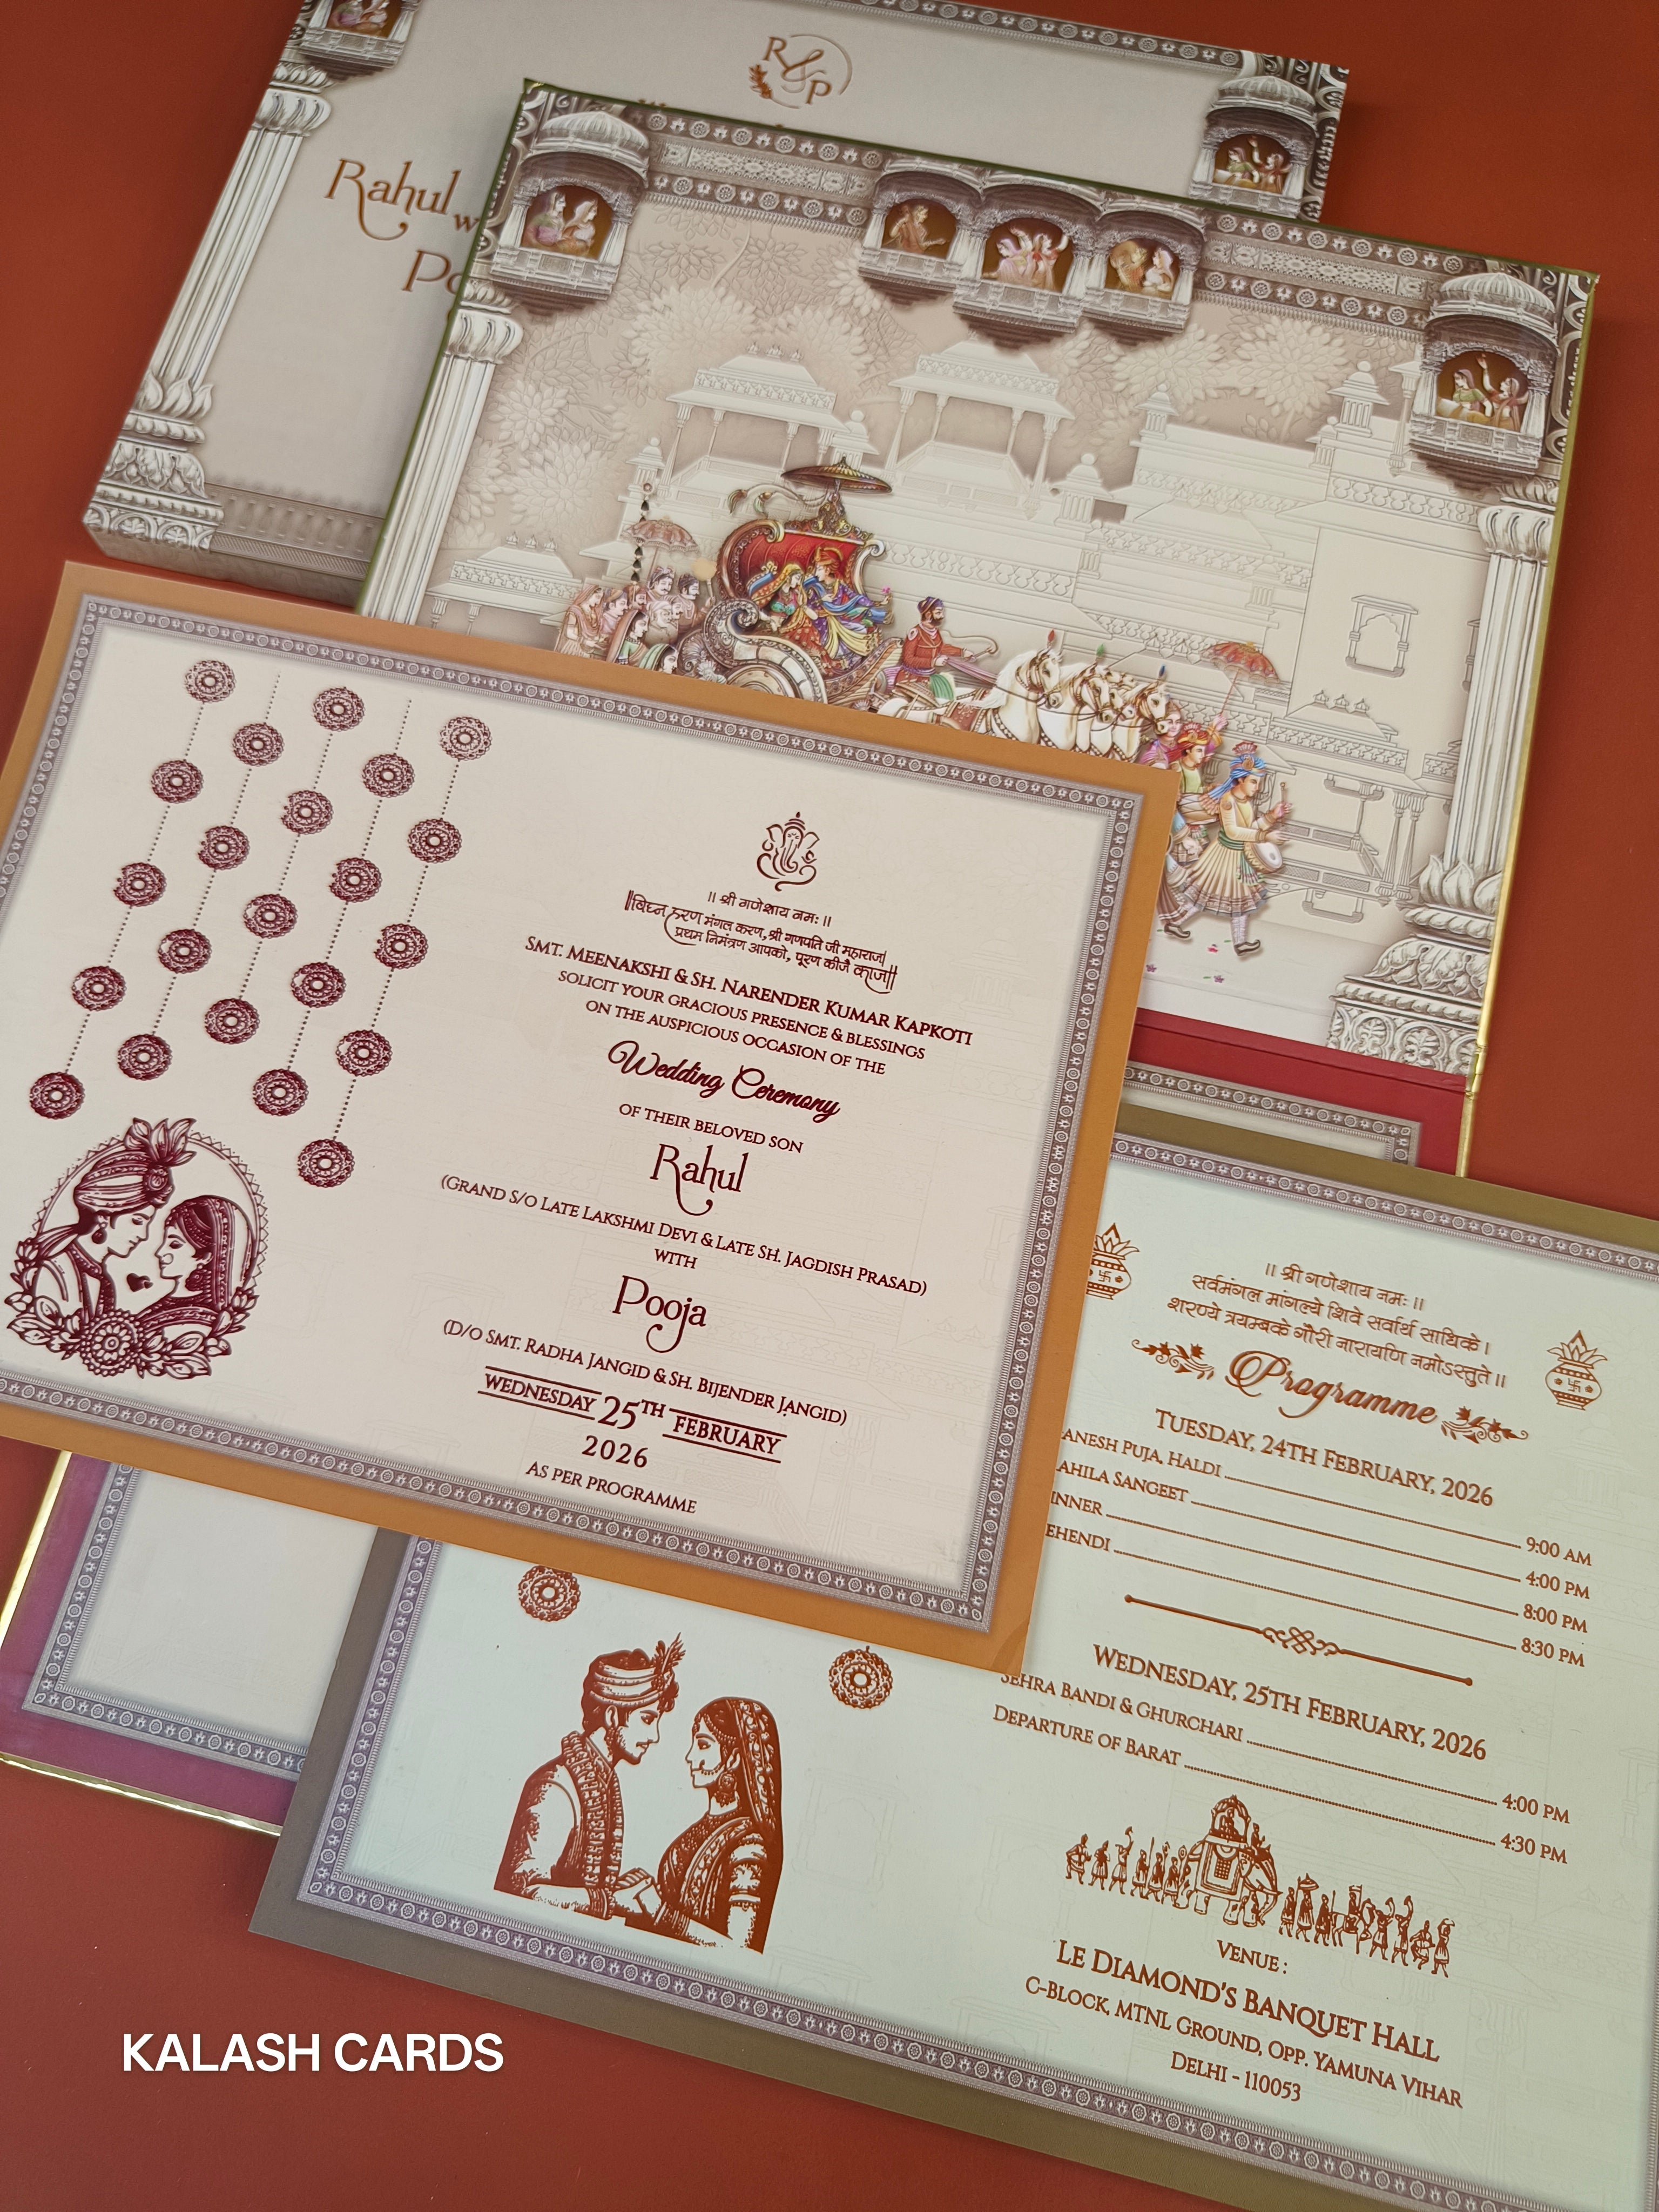 R & P
Rahul
|| श्री गणेशाय नमः ||
||विघ्न हरण मंगल करण, श्री गणपति जी महाराज|
प्रथम निमंत्रण आपको, पूरण कीजै काज||
SMT. MEENAKSHI & SH. NARENDER KUMAR KAPKOTI
SOLICIT YOUR GRACIOUS PRESENCE & BLESSINGS
ON THE AUSPICIOUS OCCASION OF THE
Wedding Ceremony
OF THEIR BELOVED SON
Rahul
(GRAND S/O LATE LAKSHMI DEVI & LATE SH. JAGDISH PRASAD)
WITH
Pooja
(D/O SMT. RADHA JANGID & SH. BIJENDER JANGID)
WEDNESDAY 25TH FEBRUARY
2026
AS PER PROGRAMME
|| श्री गणेशाय नमः ||
सर्वमंगल मांगल्ये शिवे सर्वार्थ साधिके |
शरण्ये त्रयम्बके गौरी नारायणि नमोऽस्तुते ||
Programme
TUESDAY, 24TH FEBRUARY, 2026
ANESH PUJA, HALDI 9:00 AM
AHILA SANGEET 4:00 PM
INNER 8:00 PM
EHENDI 8:30 PM
WEDNESDAY, 25TH FEBRUARY, 2026
SEHRA BANDI & GHURCHARI 4:00 PM
DEPARTURE OF BARAT 4:30 PM
VENUE :
LE DIAMOND'S BANQUET HALL
C-BLOCK, MTNL GROUND, OPP. YAMUNA VIHAR
DELHI - 110053
KALASH CARDS